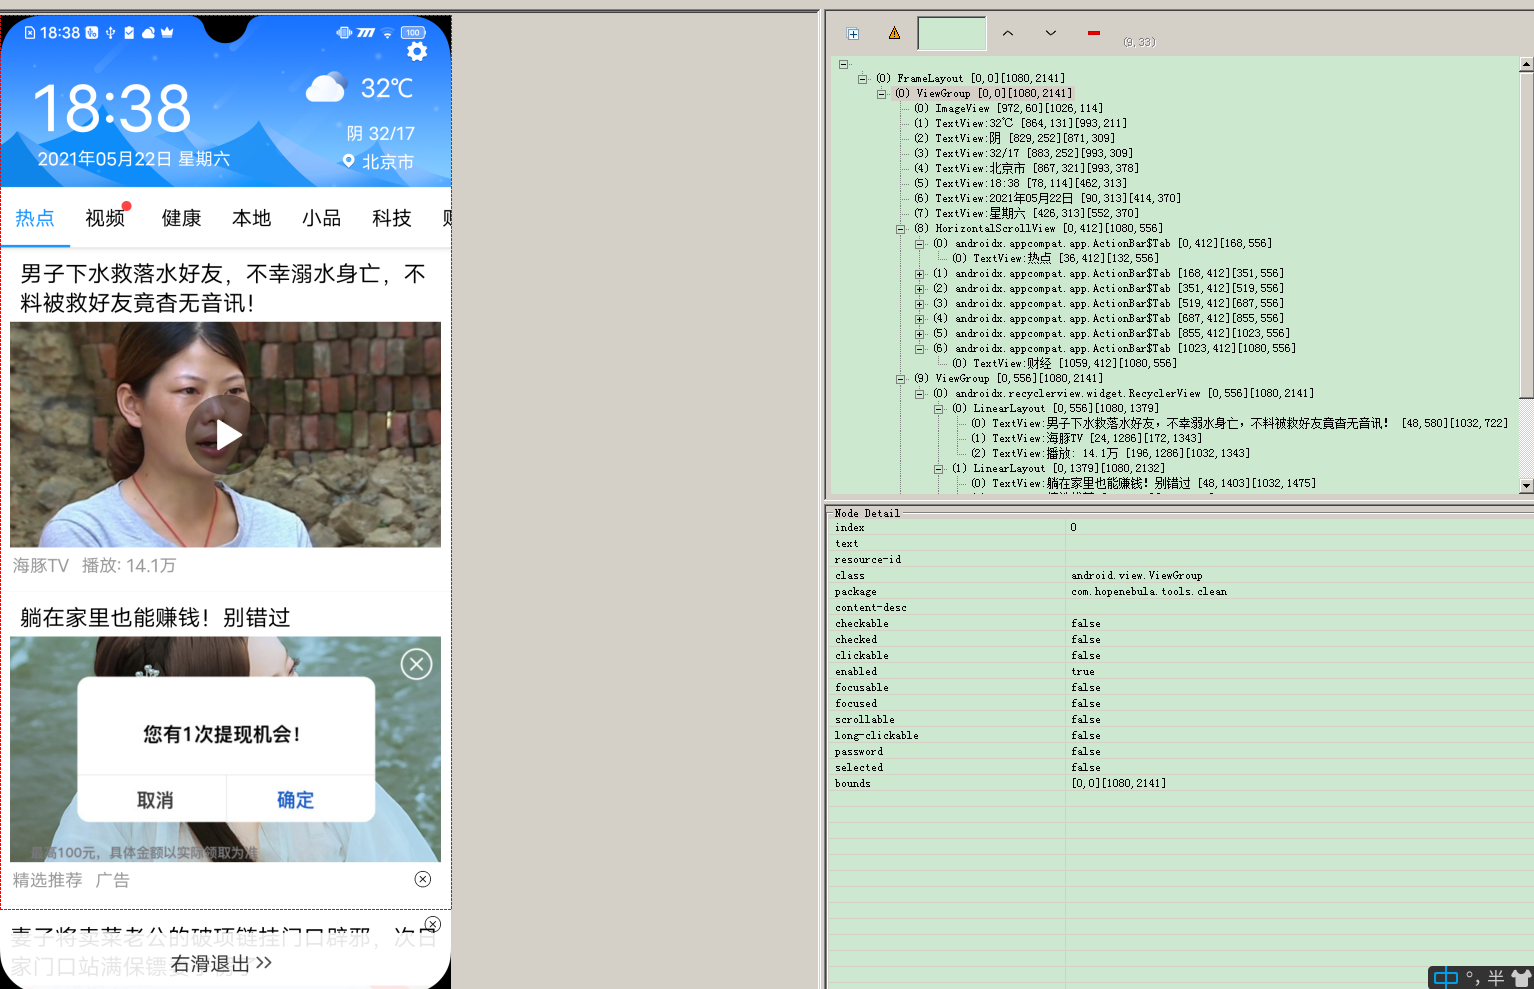 18:38
100
32℃
18:38
阴 32/17
2021年05月22日 星期六
北京市
热点 视频 健康 本地 小品 科技
男子下水救落水好友，不幸溺水身亡，不
料被救好友竟杳无音讯！
海豚TV 播放: 14.1万
躺在家里也能赚钱！别错过
您有1次提现机会！
取消 确定
最高100元，具体金额以实际领取为准
精选推荐 广告
妻子将卖菜老公的破项链挂门口辟邪，次日
家门口站满保镖
右滑退出 >>
(9,33)
(0) FrameLayout [0,0][1080,2141]
(0) ViewGroup [0,0][1080,2141]
(0) ImageView [972,60][1026,114]
(1) TextView:32℃ [864,131][993,211]
(2) TextView:阴 [829,252][871,309]
(3) TextView:32/17 [883,252][993,309]
(4) TextView:北京市 [867,321][993,378]
(5) TextView:18:38 [78,114][462,313]
(6) TextView:2021年05月22日 [90,313][414,370]
(7) TextView:星期六 [426,313][552,370]
(8) HorizontalScrollView [0,412][1080,556]
(0) androidx.appcompat.app.ActionBar$Tab [0,412][168,556]
(0) TextView:热点 [36,412][132,556]
(1) androidx.appcompat.app.ActionBar$Tab [168,412][351,556]
(2) androidx.appcompat.app.ActionBar$Tab [351,412][519,556]
(3) androidx.appcompat.app.ActionBar$Tab [519,412][687,556]
(4) androidx.appcompat.app.ActionBar$Tab [687,412][855,556]
(5) androidx.appcompat.app.ActionBar$Tab [855,412][1023,556]
(6) androidx.appcompat.app.ActionBar$Tab [1023,412][1080,556]
(0) TextView:财经 [1059,412][1080,556]
(9) ViewGroup [0,556][1080,2141]
(0) androidx.recyclerview.widget.RecyclerView [0,556][1080,2141]
(0) LinearLayout [0,556][1080,1379]
(0) TextView:男子下水救落水好友，不幸溺水身亡，不料被救好友竟杳无音讯！ [48,580][1032,722]
(1) TextView:海豚TV [24,1286][172,1343]
(2) TextView:播放: 14.1万 [196,1286][1032,1343]
(1) LinearLayout [0,1379][1080,2132]
(0) TextView:躺在家里也能赚钱！别错过 [48,1403][1032,1475]
Node Detail
index 0
text
resource-id
class android.view.ViewGroup
package com.hopenebula.tools.clean
content-desc
checkable false
checked false
clickable false
enabled true
focusable false
focused false
scrollable false
long-clickable false
password false
selected false
bounds [0,0][1080,2141]
中 °, 半